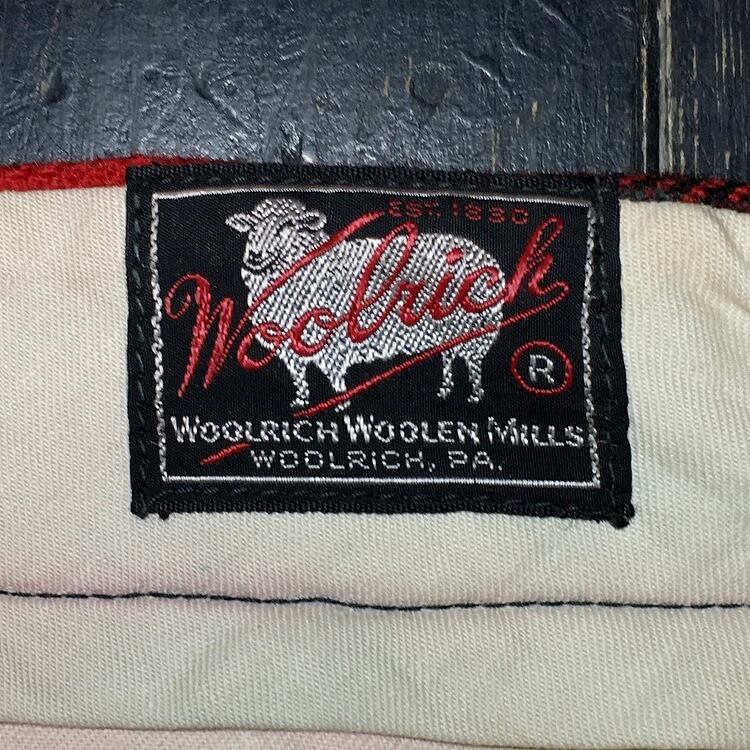 EST. 1830
Woolrich
R
WOOLRICH WOOLEN MILLS
WOOLRICH, PA.